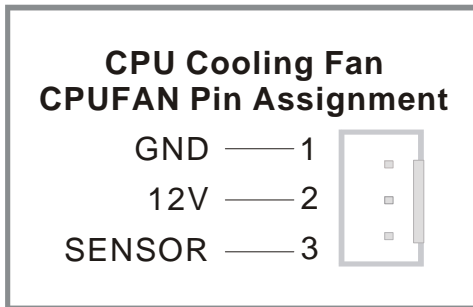 CPU Cooling Fan
CPUFAN Pin Assignment
GND 1
12V 2
SENSOR 3